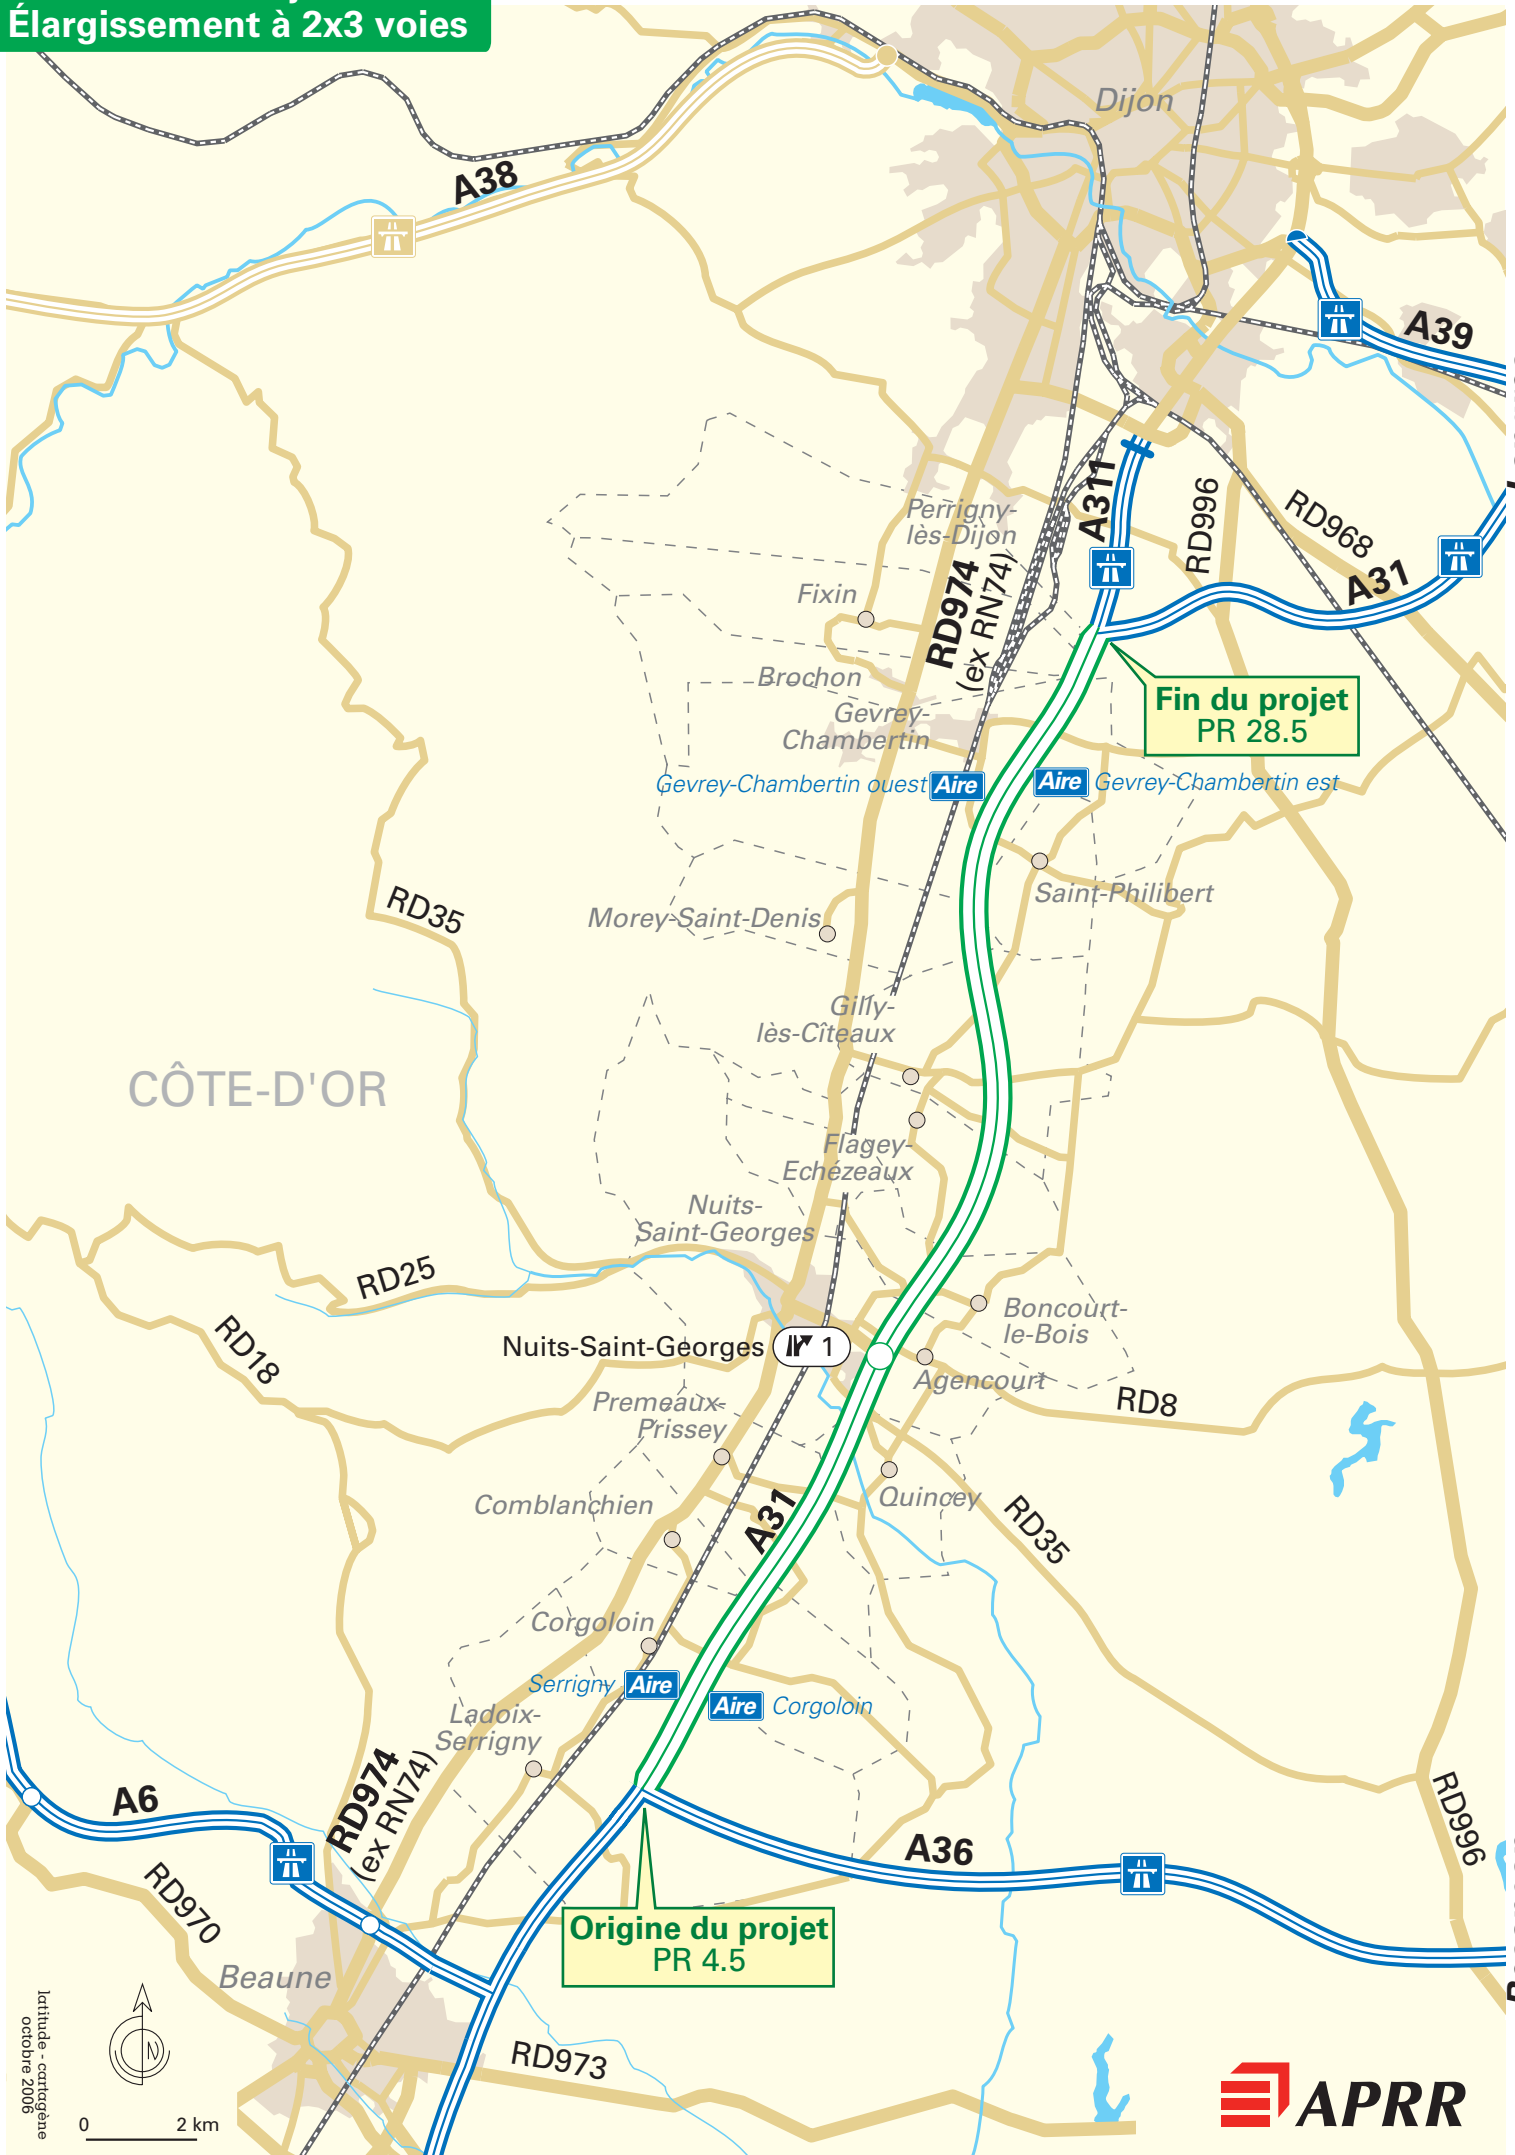 Élargissement à 2x3 voies
Dijon
A38
A39
A311
RD996
RD968
A31
Perrigny-
lès-Dijon
RD974
(ex RN74)
Fixin
Brochon
Gevrey-
Chambertin
Fin du projet
PR 28.5
Gevrey-Chambertin ouest Aire
Aire Gevrey-Chambertin est
Saint-Philibert
RD35
Morey-Saint-Denis
Gilly-
lès-Cîteaux
CÔTE-D'OR
Flagey-
Echézeaux
Nuits-
Saint-Georges
RD25
RD18
Nuits-Saint-Georges 1
Boncourt-
le-Bois
Agencourt
RD8
Premeaux-
Prissey
Comblanchien
A31
Quincey
RD35
Corgoloin
Serrigny Aire
Aire Corgoloin
Ladoix-
Serrigny
RD974
(ex RN74)
A6
A36
RD996
RD970
Origine du projet
PR 4.5
Beaune
N
RD973
latitude - cartagène
octobre 2006
0 2 km
APRR